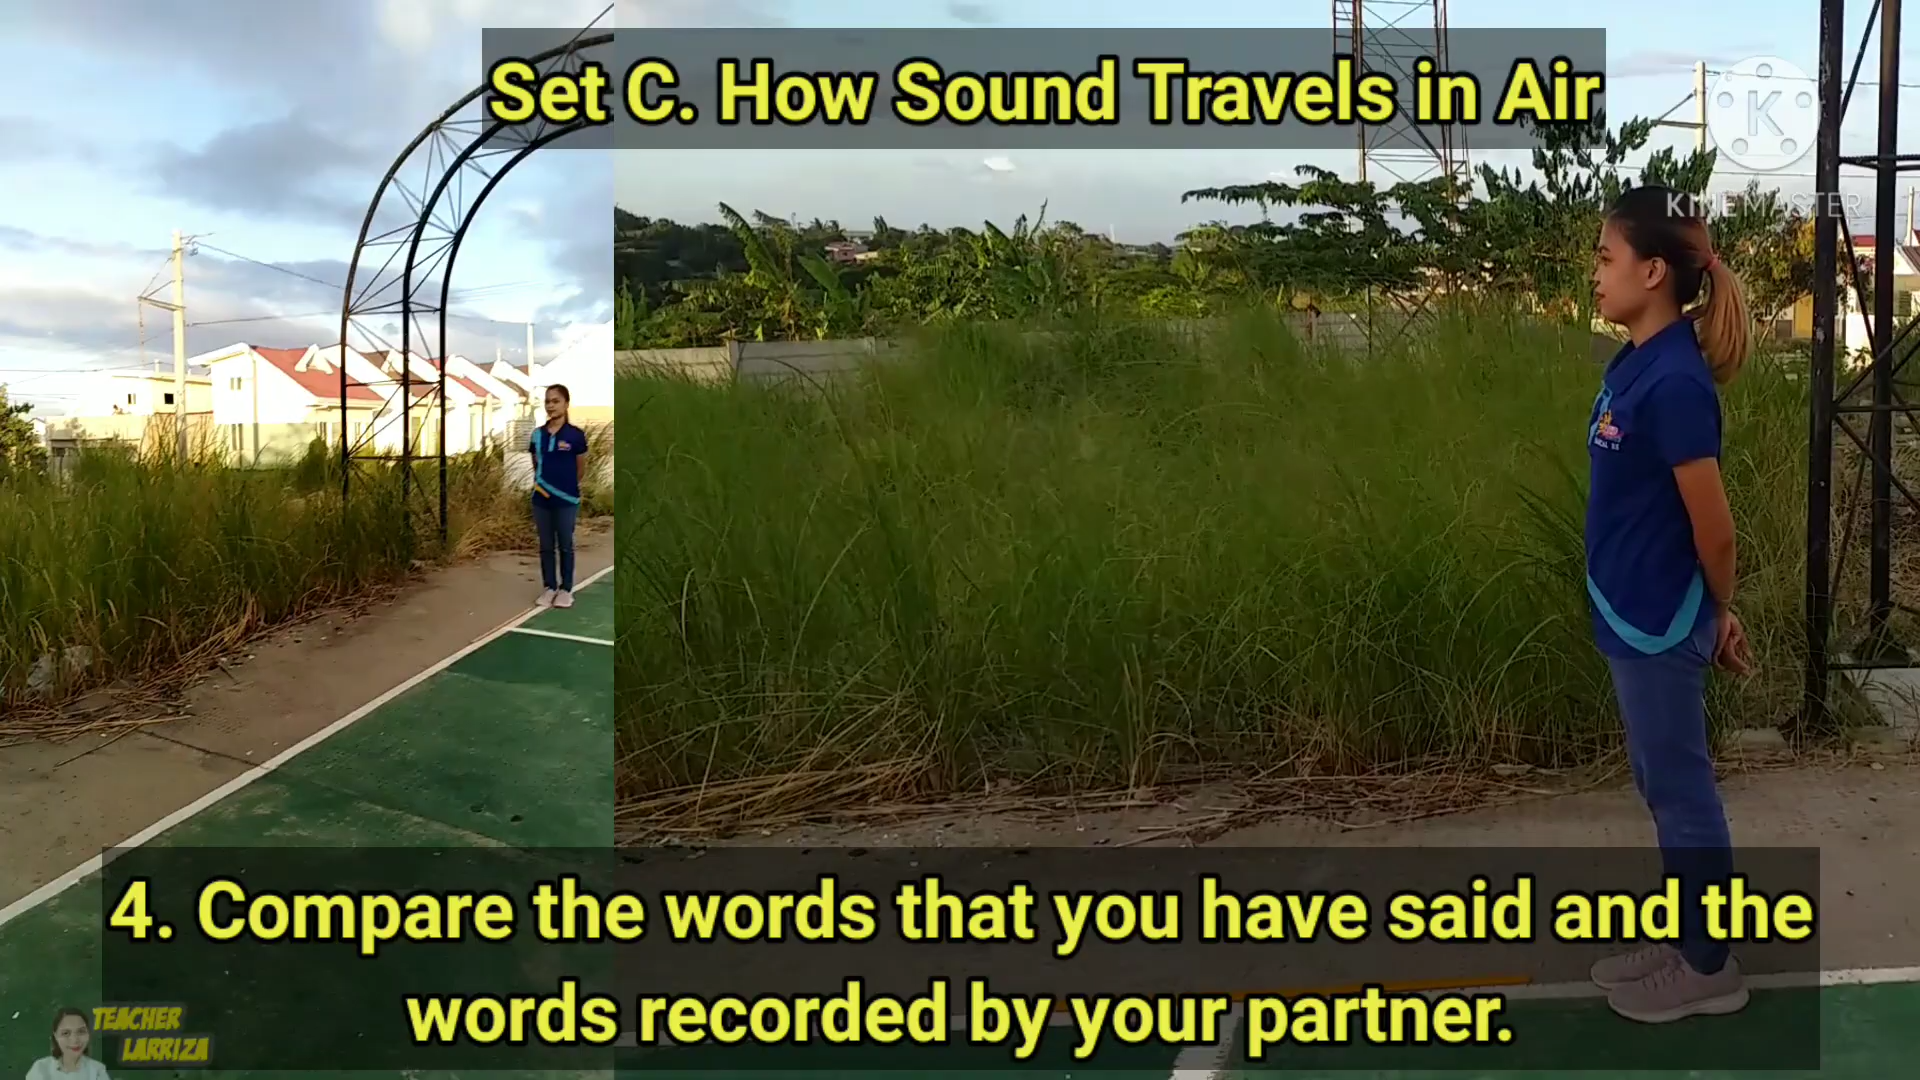 Set C. How Sound Travels in Air
K
KINEMASTER
4. Compare the words that you have said and the
words recorded by your partner.
TEACHER
LARRIZA